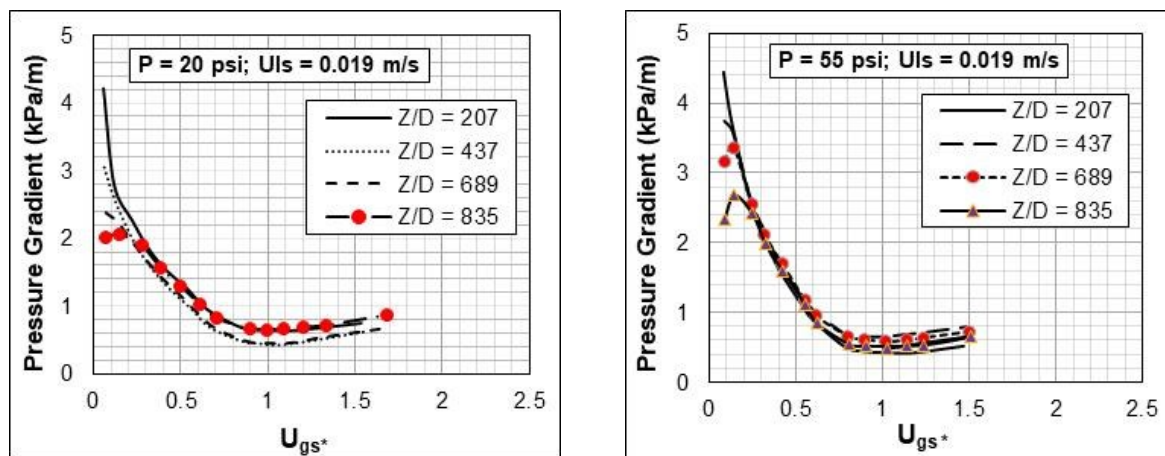 5
4
3
2
1
0
Pressure Gradient (kPa/m)
P = 20 psi; Uls = 0.019 m/s
Z/D = 207
Z/D = 437
Z/D = 689
Z/D = 835
0 0.5 1 1.5 2 2.5
Ugs*
5
4
3
2
1
0
Pressure Gradient (kPa/m)
P = 55 psi; Uls = 0.019 m/s
Z/D = 207
Z/D = 437
Z/D = 689
Z/D = 835
0 0.5 1 1.5 2 2.5
Ugs*